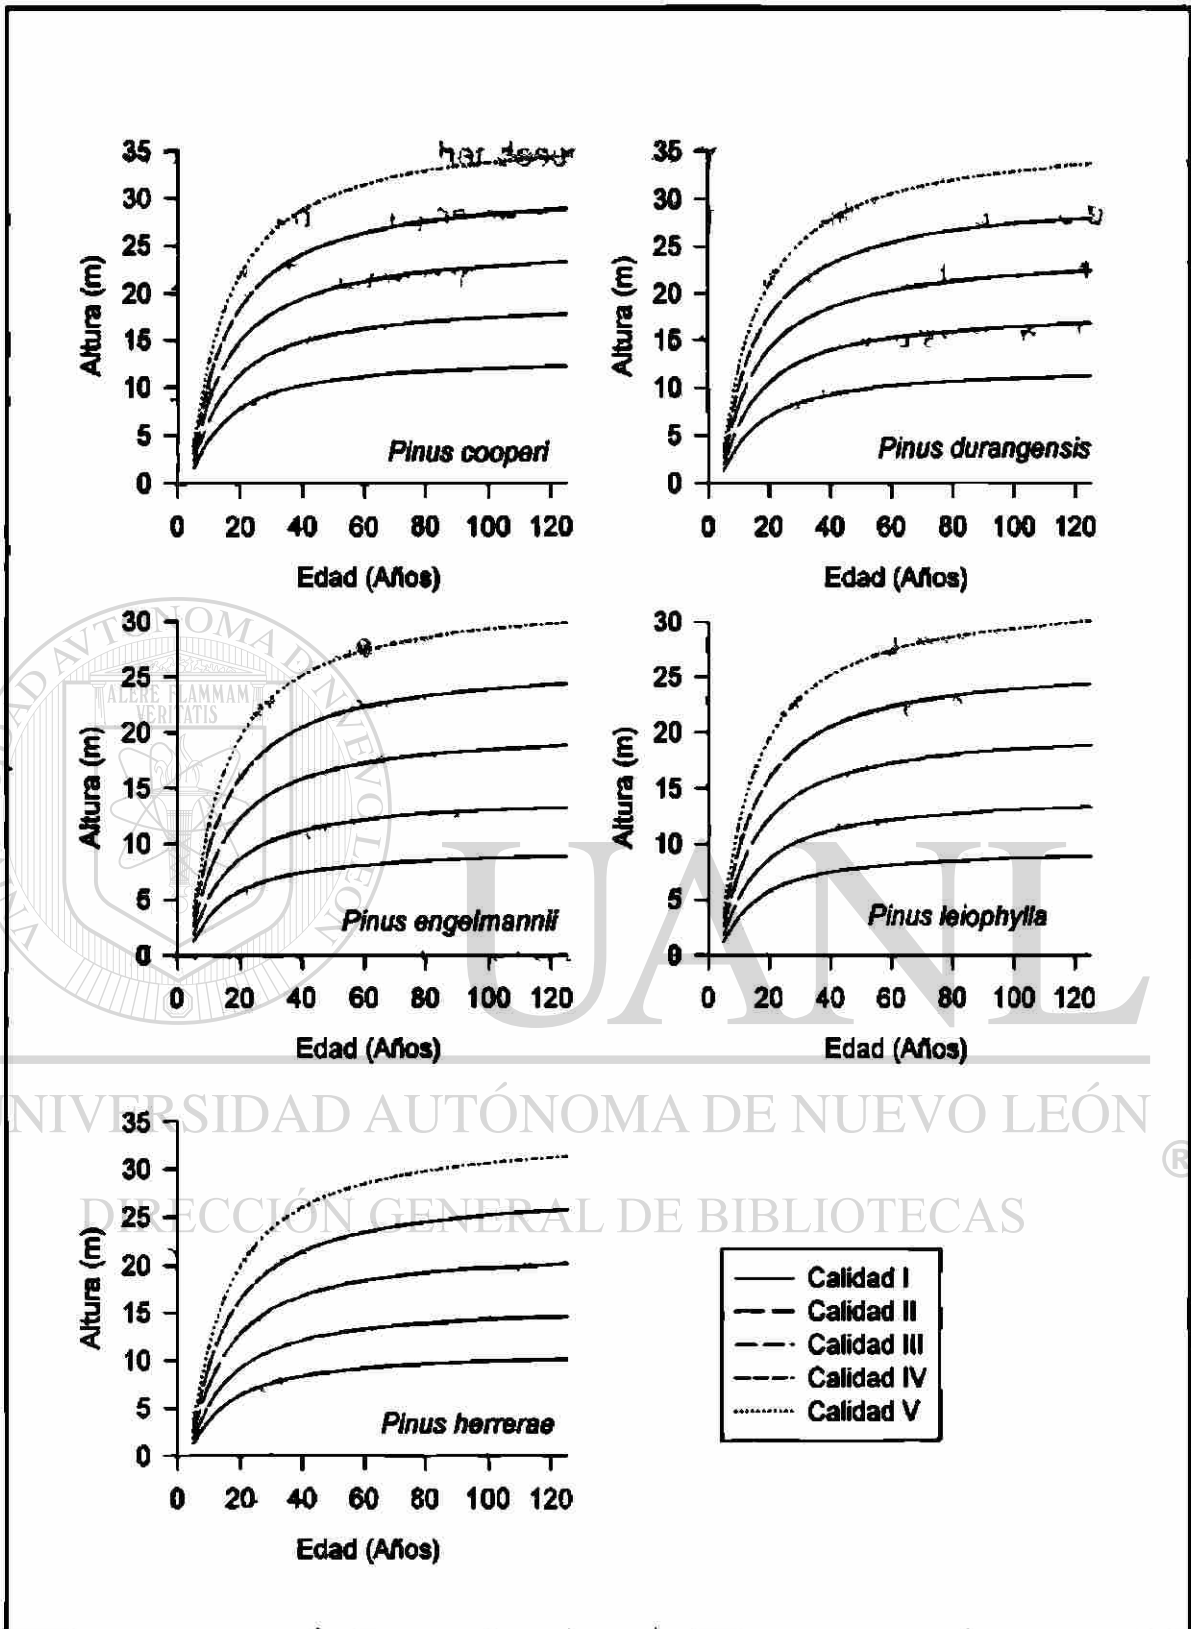 35
30
25
20
15
10
5
0
Altura (m)
Pinus cooperi
0 20 40 60 80 100 120
Edad (Años)
35
30
25
20
15
10
5
0
Altura (m)
Pinus durangensis
0 20 40 60 80 100 120
Edad (Años)
30
25
20
15
10
5
0
Altura (m)
Pinus engelmannii
0 20 40 60 80 100 120
Edad (Años)
30
25
20
15
10
5
0
Altura (m)
Pinus leiophylla
0 20 40 60 80 100 120
Edad (Años)
ALERE FLAMMAM
VERITATIS
UANL
UNIVERSIDAD AUTÓNOMA DE NUEVO LEÓN
®
DIRECCIÓN GENERAL DE BIBLIOTECAS
35
30
25
20
15
10
5
0
Altura (m)
Pinus herrerae
0 20 40 60 80 100 120
Edad (Años)
Calidad I
Calidad II
Calidad III
Calidad IV
Calidad V